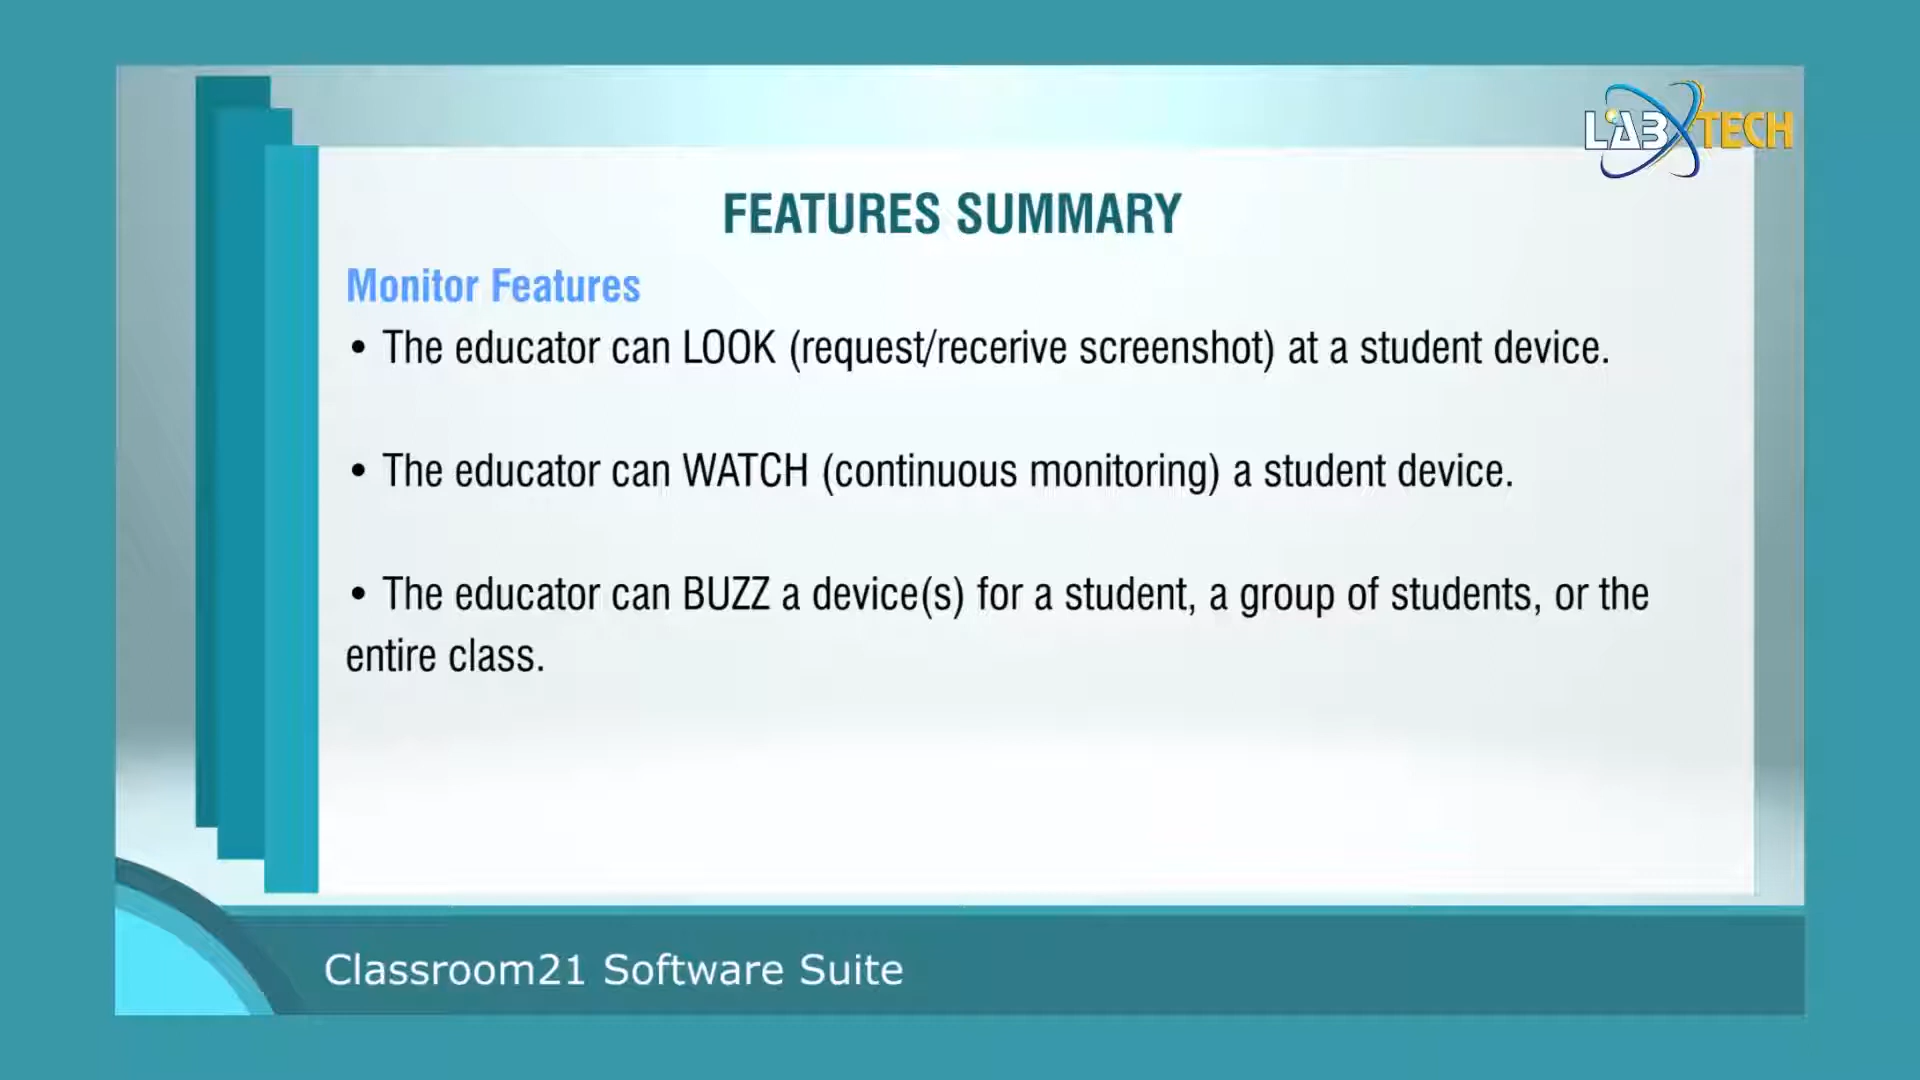 LABXTECH
FEATURES SUMMARY
Monitor Features
• The educator can LOOK (request/recerive screenshot) at a student device.
• The educator can WATCH (continuous monitoring) a student device.
• The educator can BUZZ a device(s) for a student, a group of students, or the
entire class.
Classroom21 Software Suite